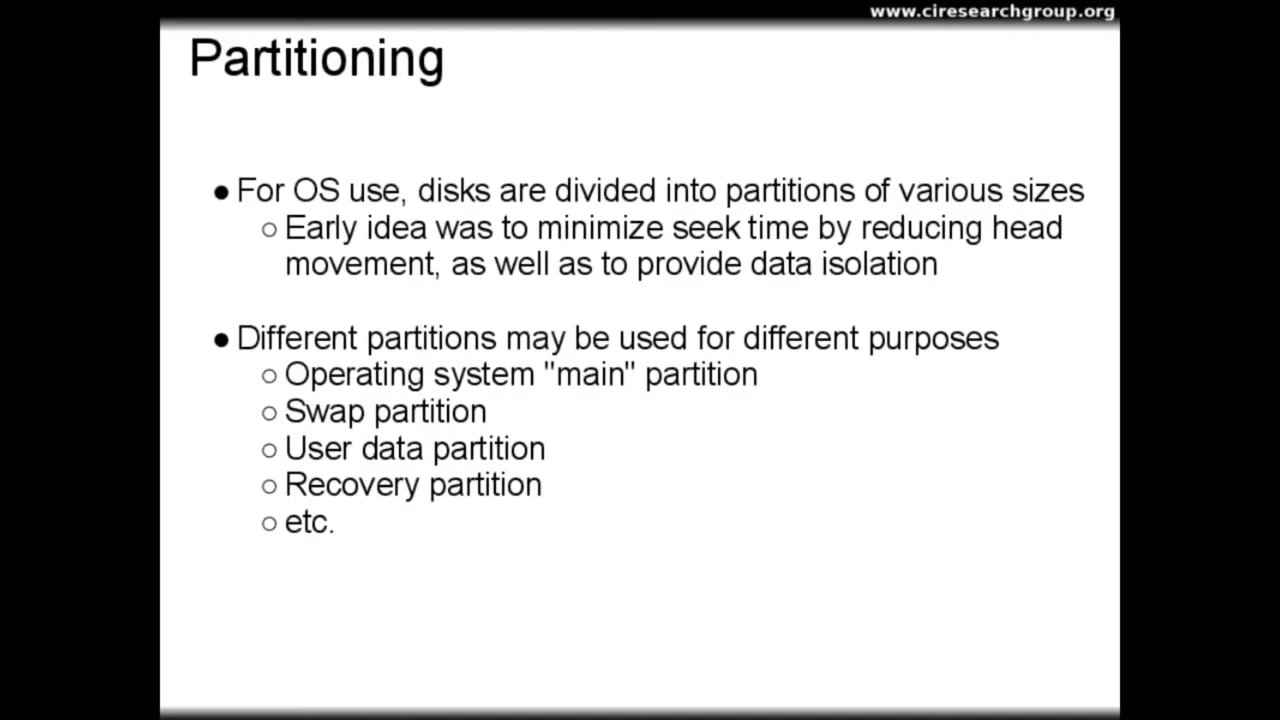 www.ciresearchgroup.org
Partitioning
● For OS use, disks are divided into partitions of various sizes
○ Early idea was to minimize seek time by reducing head
movement, as well as to provide data isolation
● Different partitions may be used for different purposes
○ Operating system "main" partition
○ Swap partition
○ User data partition
○ Recovery partition
○ etc.